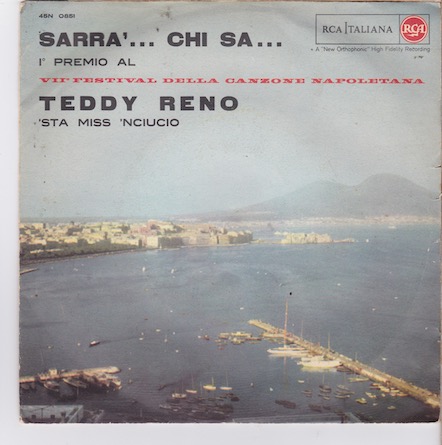 45N 0851
SARRA'... CHI SA...
I° PREMIO AL
VII° FESTIVAL DELLA CANZONE NAPOLETANA
TEDDY RENO
'STA MISS 'NCIUCIO
RCA ITALIANA
RCA
A "New Orthophonic" High Fidelity Recording